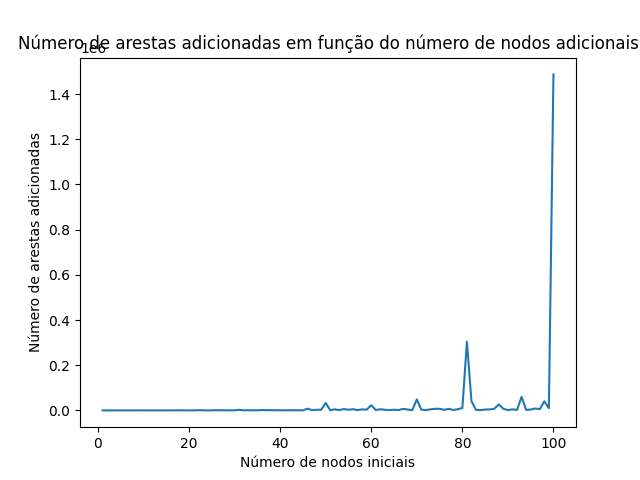 Número de arestas adicionadas em função do número de nodos adicionais
1e6
1.4
1.2
1.0
0.8
0.6
0.4
0.2
0.0
Número de arestas adicionadas
0 20 40 60 80 100
Número de nodos iniciais